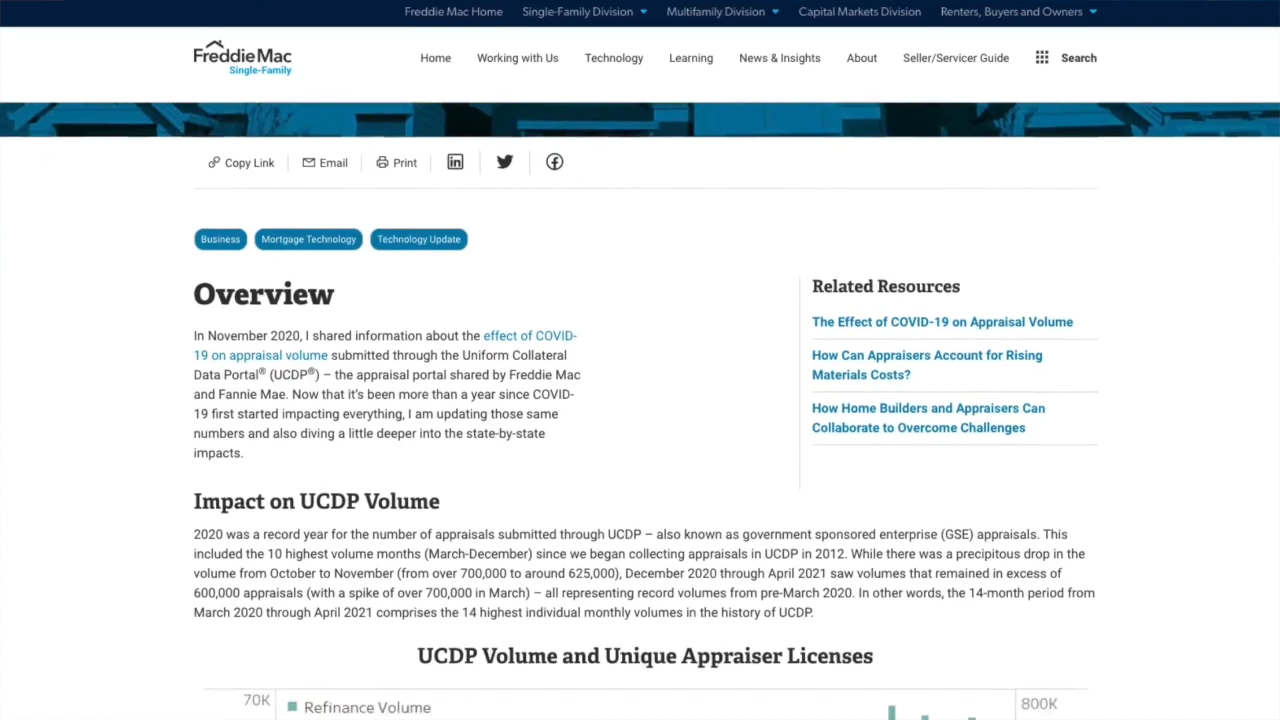 Freddie Mac Home Single-Family Division Multifamily Division Capital Markets Division Renters, Buyers and Owners
Freddie Mac
Single-Family
Home Working with Us Technology Learning News & Insights About Seller/Servicer Guide Search
Copy Link Email Print
Business Mortgage Technology Technology Update
Overview
In November 2020, I shared information about the effect of COVID-
19 on appraisal volume submitted through the Uniform Collateral
Data Portal® (UCDP®) – the appraisal portal shared by Freddie Mac
and Fannie Mae. Now that it's been more than a year since COVID-
19 first started impacting everything, I am updating those same
numbers and also diving a little deeper into the state-by-state
impacts.
Related Resources
The Effect of COVID-19 on Appraisal Volume
How Can Appraisers Account for Rising
Materials Costs?
How Home Builders and Appraisers Can
Collaborate to Overcome Challenges
Impact on UCDP Volume
2020 was a record year for the number of appraisals submitted through UCDP – also known as government sponsored enterprise (GSE) appraisals. This
included the 10 highest volume months (March-December) since we began collecting appraisals in UCDP in 2012. While there was a precipitous drop in the
volume from October to November (from over 700,000 to around 625,000), December 2020 through April 2021 saw volumes that remained in excess of
600,000 appraisals (with a spike of over 700,000 in March) – all representing record volumes from pre-March 2020. In other words, the 14-month period from
March 2020 through April 2021 comprises the 14 highest individual monthly volumes in the history of UCDP.
UCDP Volume and Unique Appraiser Licenses
70K Refinance Volume 800K